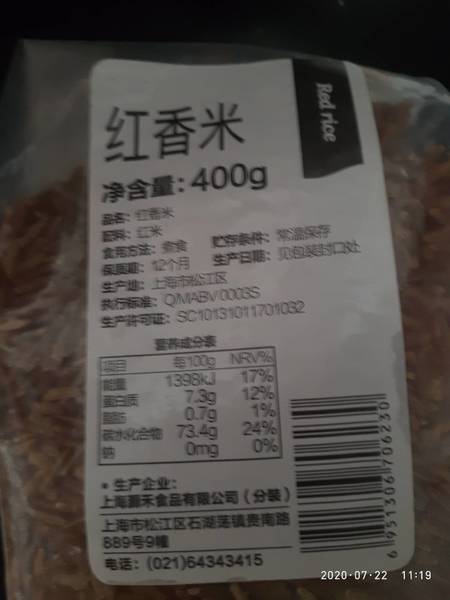 Red rice
红香米
净含量：400g
品名：红香米
配料：红米
食用方法：煮食 贮存条件：常温保存
保质期：12个月 生产日期：见包装封口处
生产地：上海市松江区
执行标准：Q/MABV0003S
生产许可证：SC10131011701032
营养成分表
项目 每100g NRV%
能量 1398kJ 17%
蛋白质 7.3g 12%
脂肪 0.7g 1%
碳水化合物 73.4g 24%
钠 0mg 0%
• 生产企业：
上海灏禾食品有限公司（分装）
上海市松江区石湖荡镇贵南路
889号9幢
电话：(021)64343415
6951306706230
2020·07·22 11:19